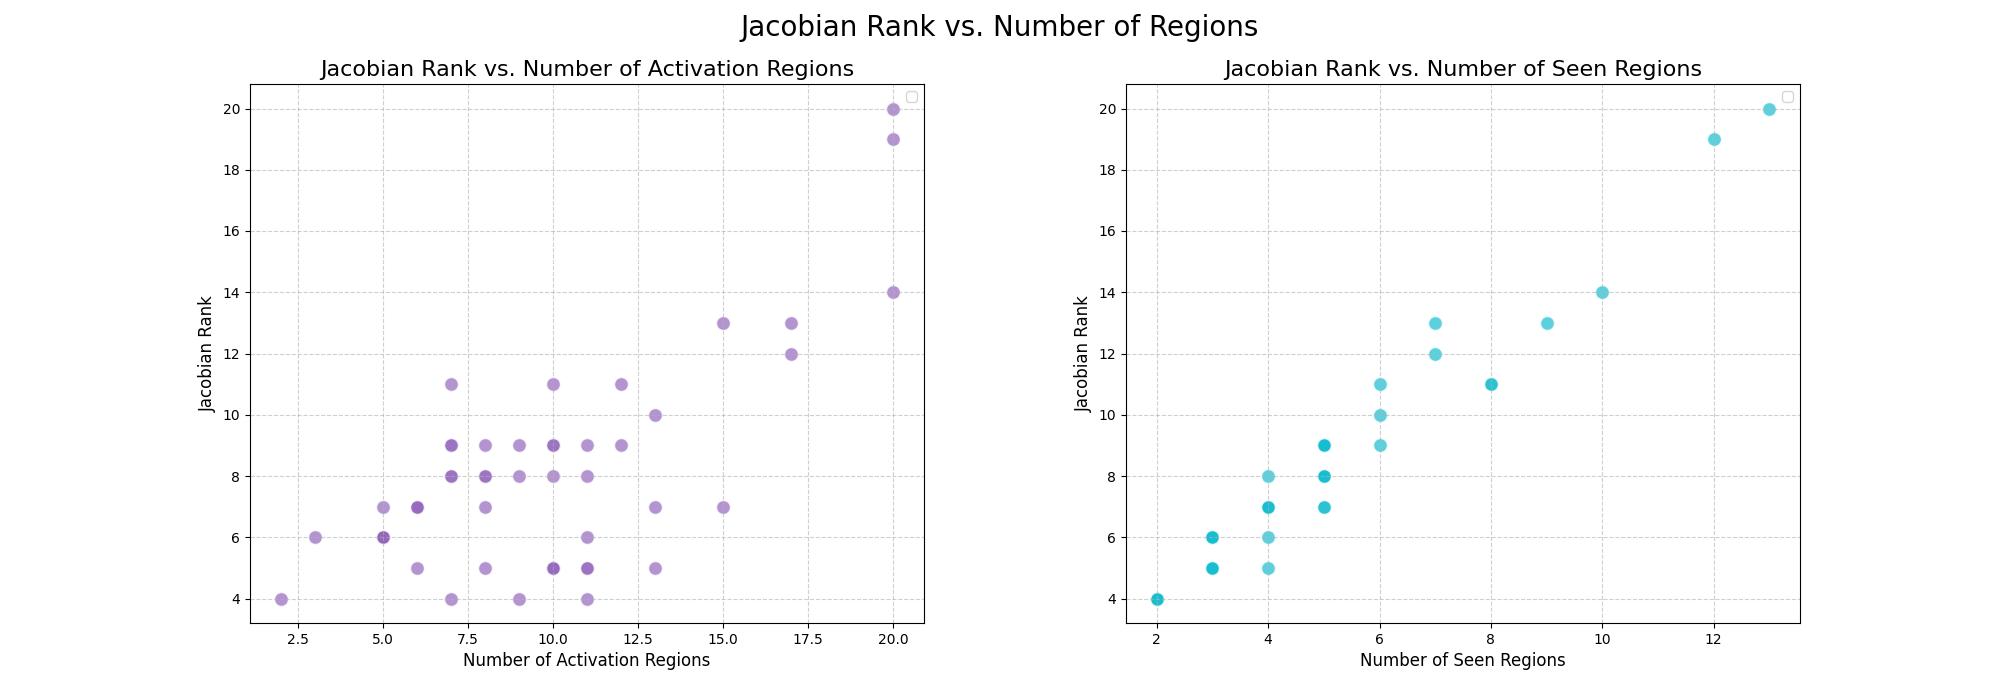 Jacobian Rank vs. Number of Regions
Jacobian Rank vs. Number of Activation Regions
20
18
16
14
12
10
8
6
4
Jacobian Rank
2.5 5.0 7.5 10.0 12.5 15.0 17.5 20.0
Number of Activation Regions
Jacobian Rank vs. Number of Seen Regions
20
18
16
14
12
10
8
6
4
Jacobian Rank
2 4 6 8 10 12
Number of Seen Regions